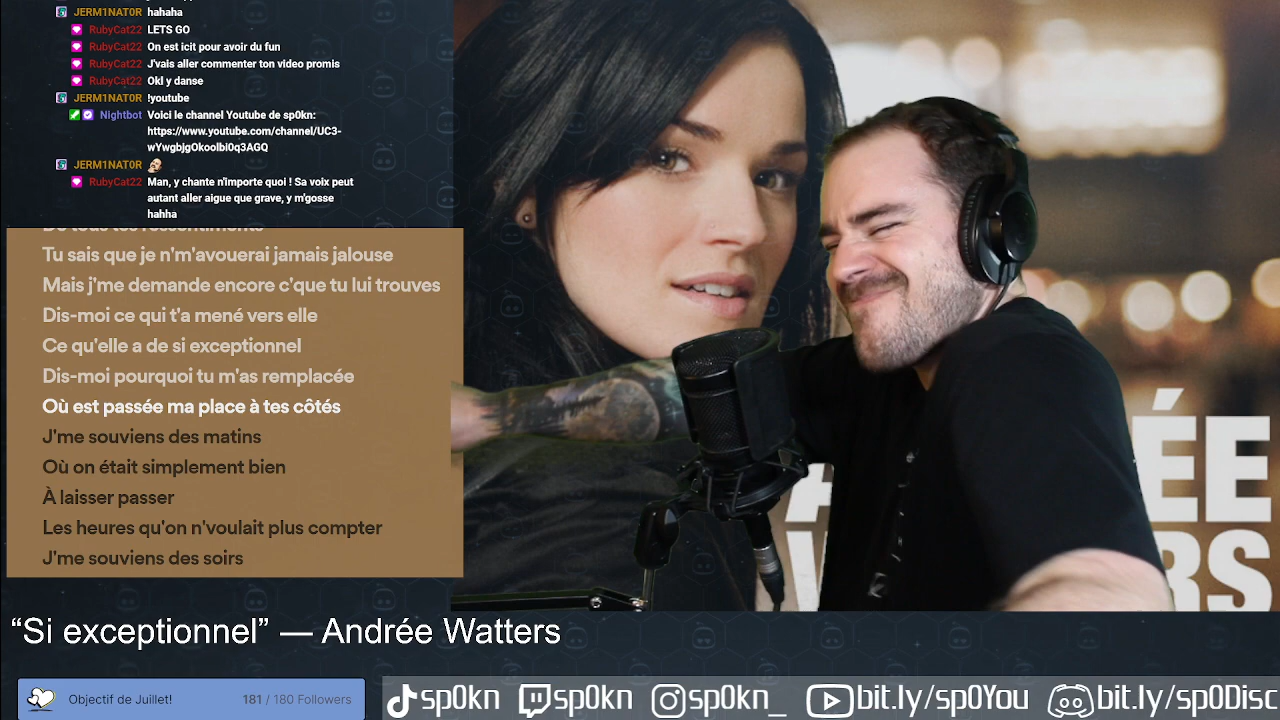 JERM1NAT0R hahaha
RubyCat22 LETS GO
RubyCat22 On est icit pour avoir du fun
RubyCat22 J'vais aller commenter ton video promis
RubyCat22 Okl y danse
JERM1NAT0R !youtube
Nightbot Voici le channel Youtube de sp0kn:
https://www.youtube.com/channel/UC3-
wYwgbjgOkoolbi0q3AGQ
JERM1NAT0R
RubyCat22 Man, y chante n'importe quoi ! Sa voix peut
autant aller aigue que grave, y m'gosse
hahha
De tous tes ressentiments
Tu sais que je n'm'avouerai jamais jalouse
Mais j'me demande encore c'que tu lui trouves
Dis-moi ce qui t'a mené vers elle
Ce qu'elle a de si exceptionnel
Dis-moi pourquoi tu m'as remplacée
Où est passée ma place à tes côtés
J'me souviens des matins
Où on était simplement bien
À laisser passer
Les heures qu'on n'voulait plus compter
J'me souviens des soirs
ÉE
RS
“Si exceptionnel” — Andrée Watters
Objectif de Juillet! 181 / 180 Followers
sp0kn sp0kn sp0kn_ bit.ly/sp0You bit.ly/sp0Disc